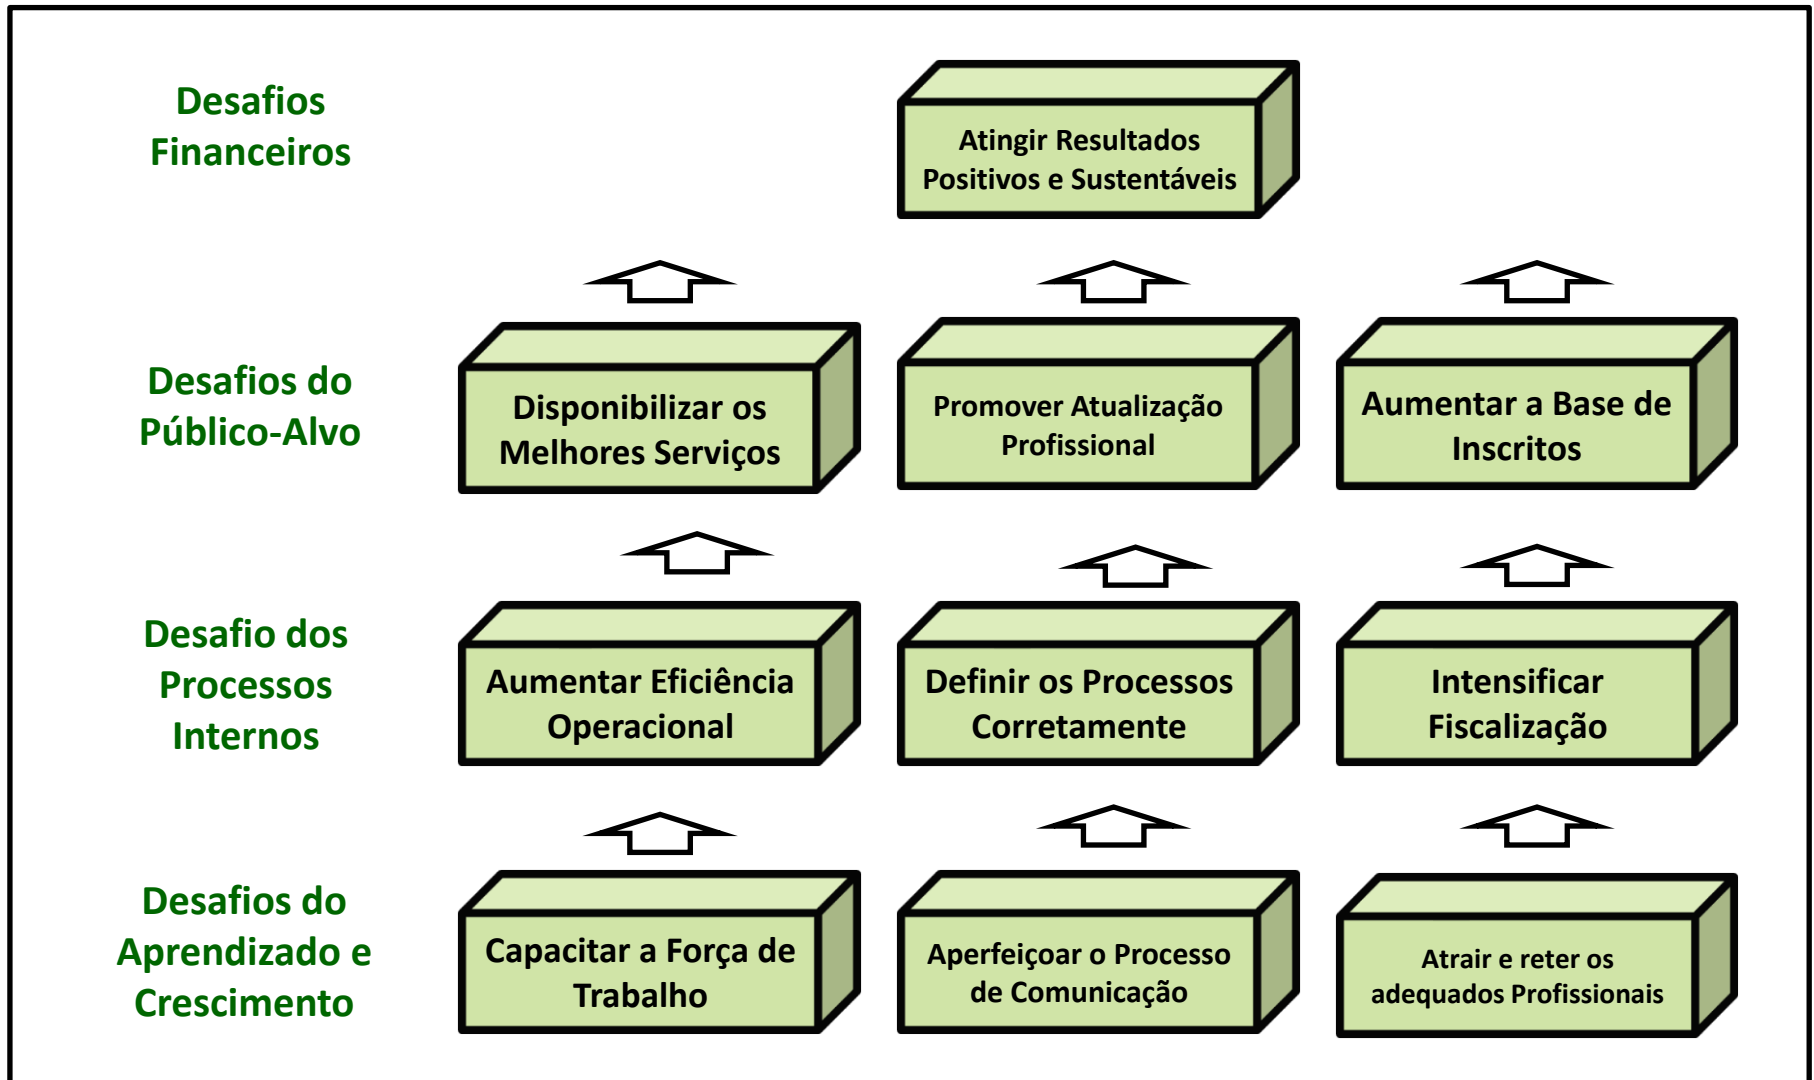 Desafios
Financeiros
Atingir Resultados
Positivos e Sustentáveis
Desafios do
Público-Alvo
Disponibilizar os
Melhores Serviços
Promover Atualização
Profissional
Aumentar a Base de
Inscritos
Desafio dos
Processos
Internos
Aumentar Eficiência
Operacional
Definir os Processos
Corretamente
Intensificar
Fiscalização
Desafios do
Aprendizado e
Crescimento
Capacitar a Força de
Trabalho
Aperfeiçoar o Processo
de Comunicação
Atrair e reter os
adequados Profissionais